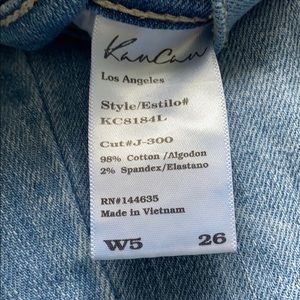 KanCan
Los Angeles
Style/Estilo#
KC8184L
Cut#J-300
98% Cotton /Algodon
2% Spandex/Elastano
RN#144635
Made in Vietnam
W5 26